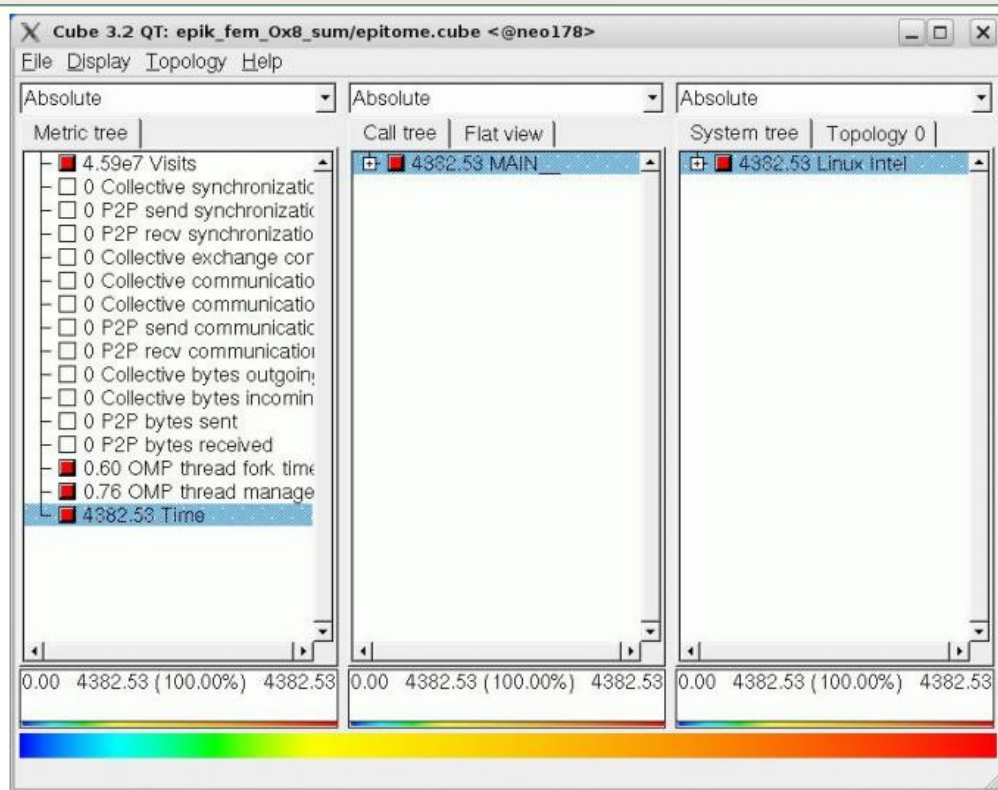 Cube 3.2 QT: epik_fem_0x8_sum/epitome.cube <@neo178>
File Display Topology Help
Absolute
Absolute
Absolute
Metric tree
Call tree
Flat view
System tree
Topology 0
4.59e7 Visits
0 Collective synchronizatic
0 P2P send synchronizatic
0 P2P recv synchronizatio
0 Collective exchange cor
0 Collective communicatio
0 Collective communicatio
0 P2P send communicatic
0 P2P recv communication
0 Collective bytes outgoin
0 Collective bytes incomin
0 P2P bytes sent
0 P2P bytes received
0.60 OMP thread fork time
0.76 OMP thread manage
4382.53 Time
4382.53 MAIN__
4382.53 Linux Intel
0.00 4382.53 (100.00%) 4382.53
0.00 4382.53 (100.00%) 4382.53
0.00 4382.53 (100.00%) 4382.53